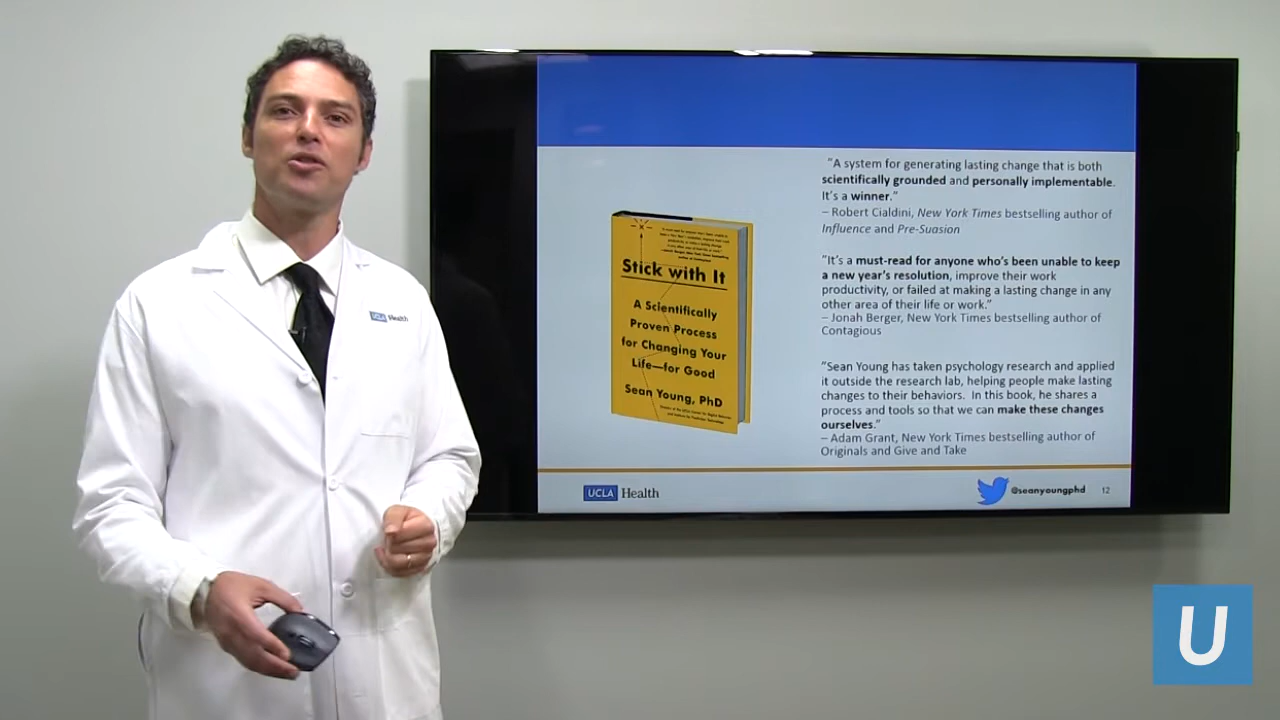 UCLA Health
"A system for generating lasting change that is both
scientifically grounded and personally implementable.
It's a winner."
– Robert Cialdini, New York Times bestselling author of
Influence and Pre-Suasion
"It's a must-read for anyone who's been unable to keep
a new year's resolution, improve their work
productivity, or failed at making a lasting change in any
other area of their life or work."
– Jonah Berger, New York Times bestselling author of
Contagious
"Sean Young has taken psychology research and applied
it outside the research lab, helping people make lasting
changes to their behaviors. In this book, he shares a
process and tools so that we can make these changes
ourselves."
– Adam Grant, New York Times bestselling author of
Originals and Give and Take
Stick with It
A Scientifically
Proven Process
for Changing Your
Life—for Good
Sean Young, PhD
UCLA Health
@seanyoungphd
12
U